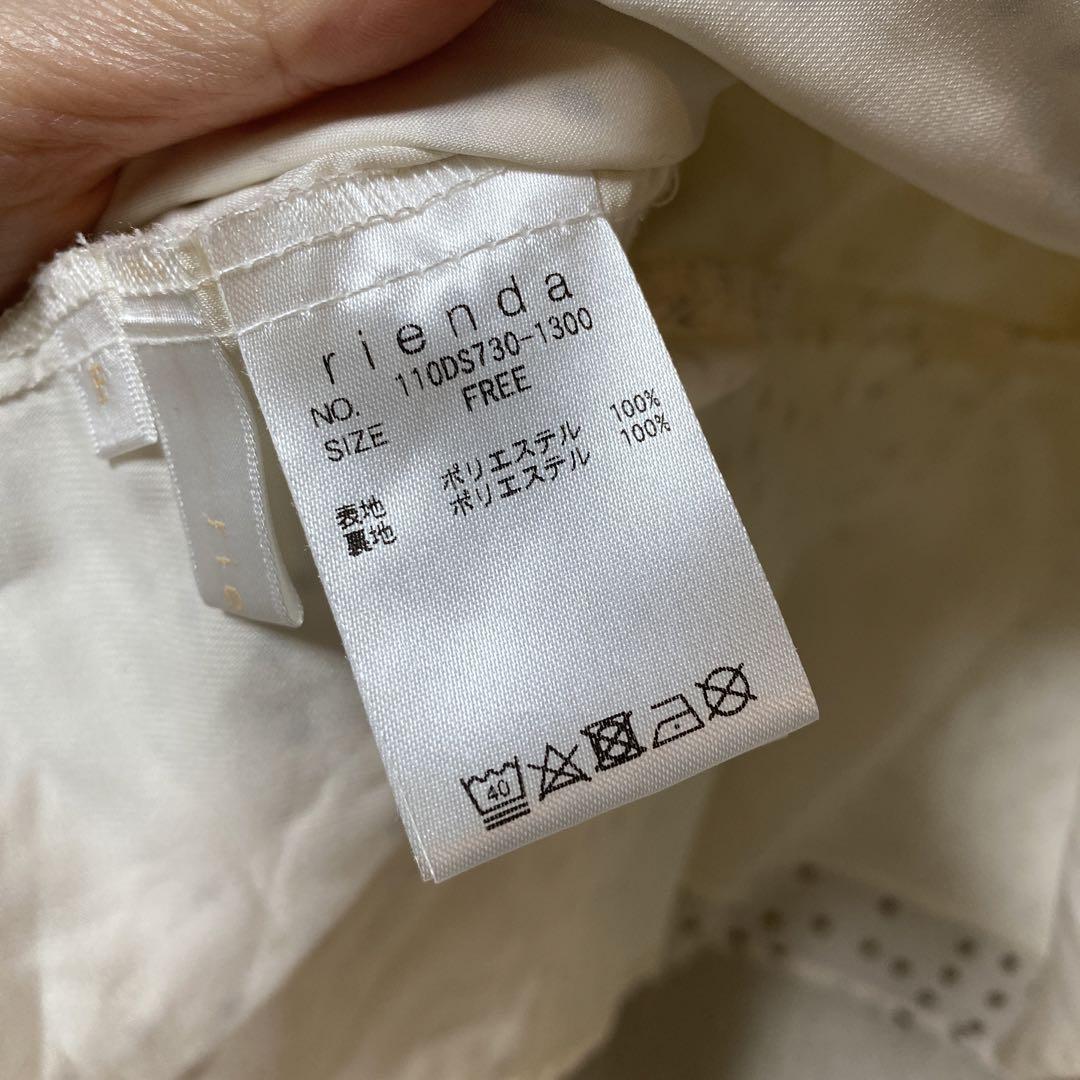 rienda
NO. 110DS730-1300
SIZE FREE
表地 ポリエステル 100%
裏地 ポリエステル 100%
40
F